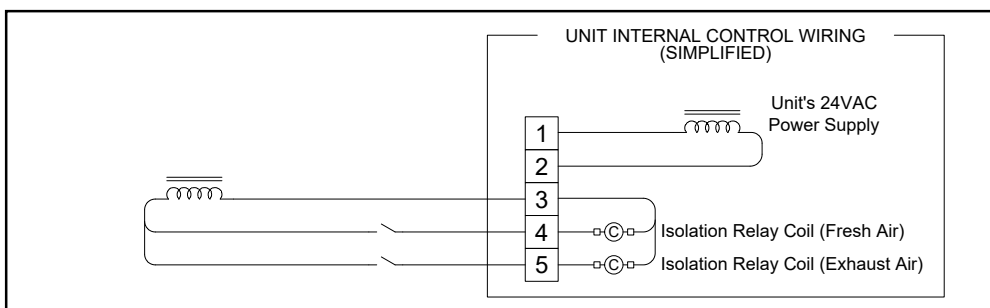 UNIT INTERNAL CONTROL WIRING
(SIMPLIFIED)
Unit's 24VAC
Power Supply
1
2
3
4
C
Isolation Relay Coil (Fresh Air)
5
C
Isolation Relay Coil (Exhaust Air)